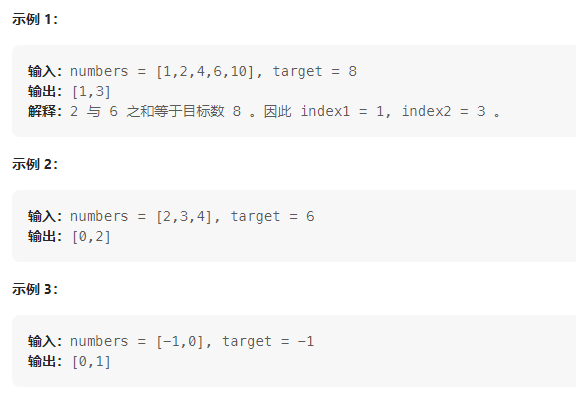 示例 1：
输入：numbers = [1,2,4,6,10], target = 8
输出：[1,3]
解释：2 与 6 之和等于目标数 8 。因此 index1 = 1, index2 = 3 。
示例 2：
输入：numbers = [2,3,4], target = 6
输出：[0,2]
示例 3：
输入：numbers = [-1,0], target = -1
输出：[0,1]